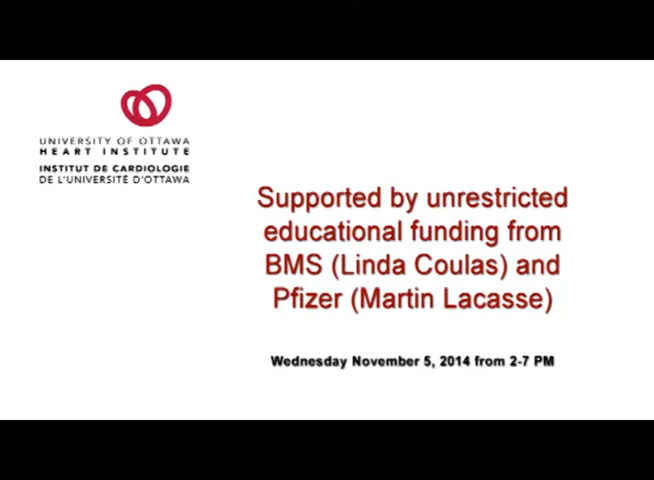 UNIVERSITY OF OTTAWA
HEART INSTITUTE
INSTITUT DE CARDIOLOGIE
DE L'UNIVERSITÉ D'OTTAWA
Supported by unrestricted
educational funding from
BMS (Linda Coulas) and
Pfizer (Martin Lacasse)
Wednesday November 5, 2014 from 2-7 PM